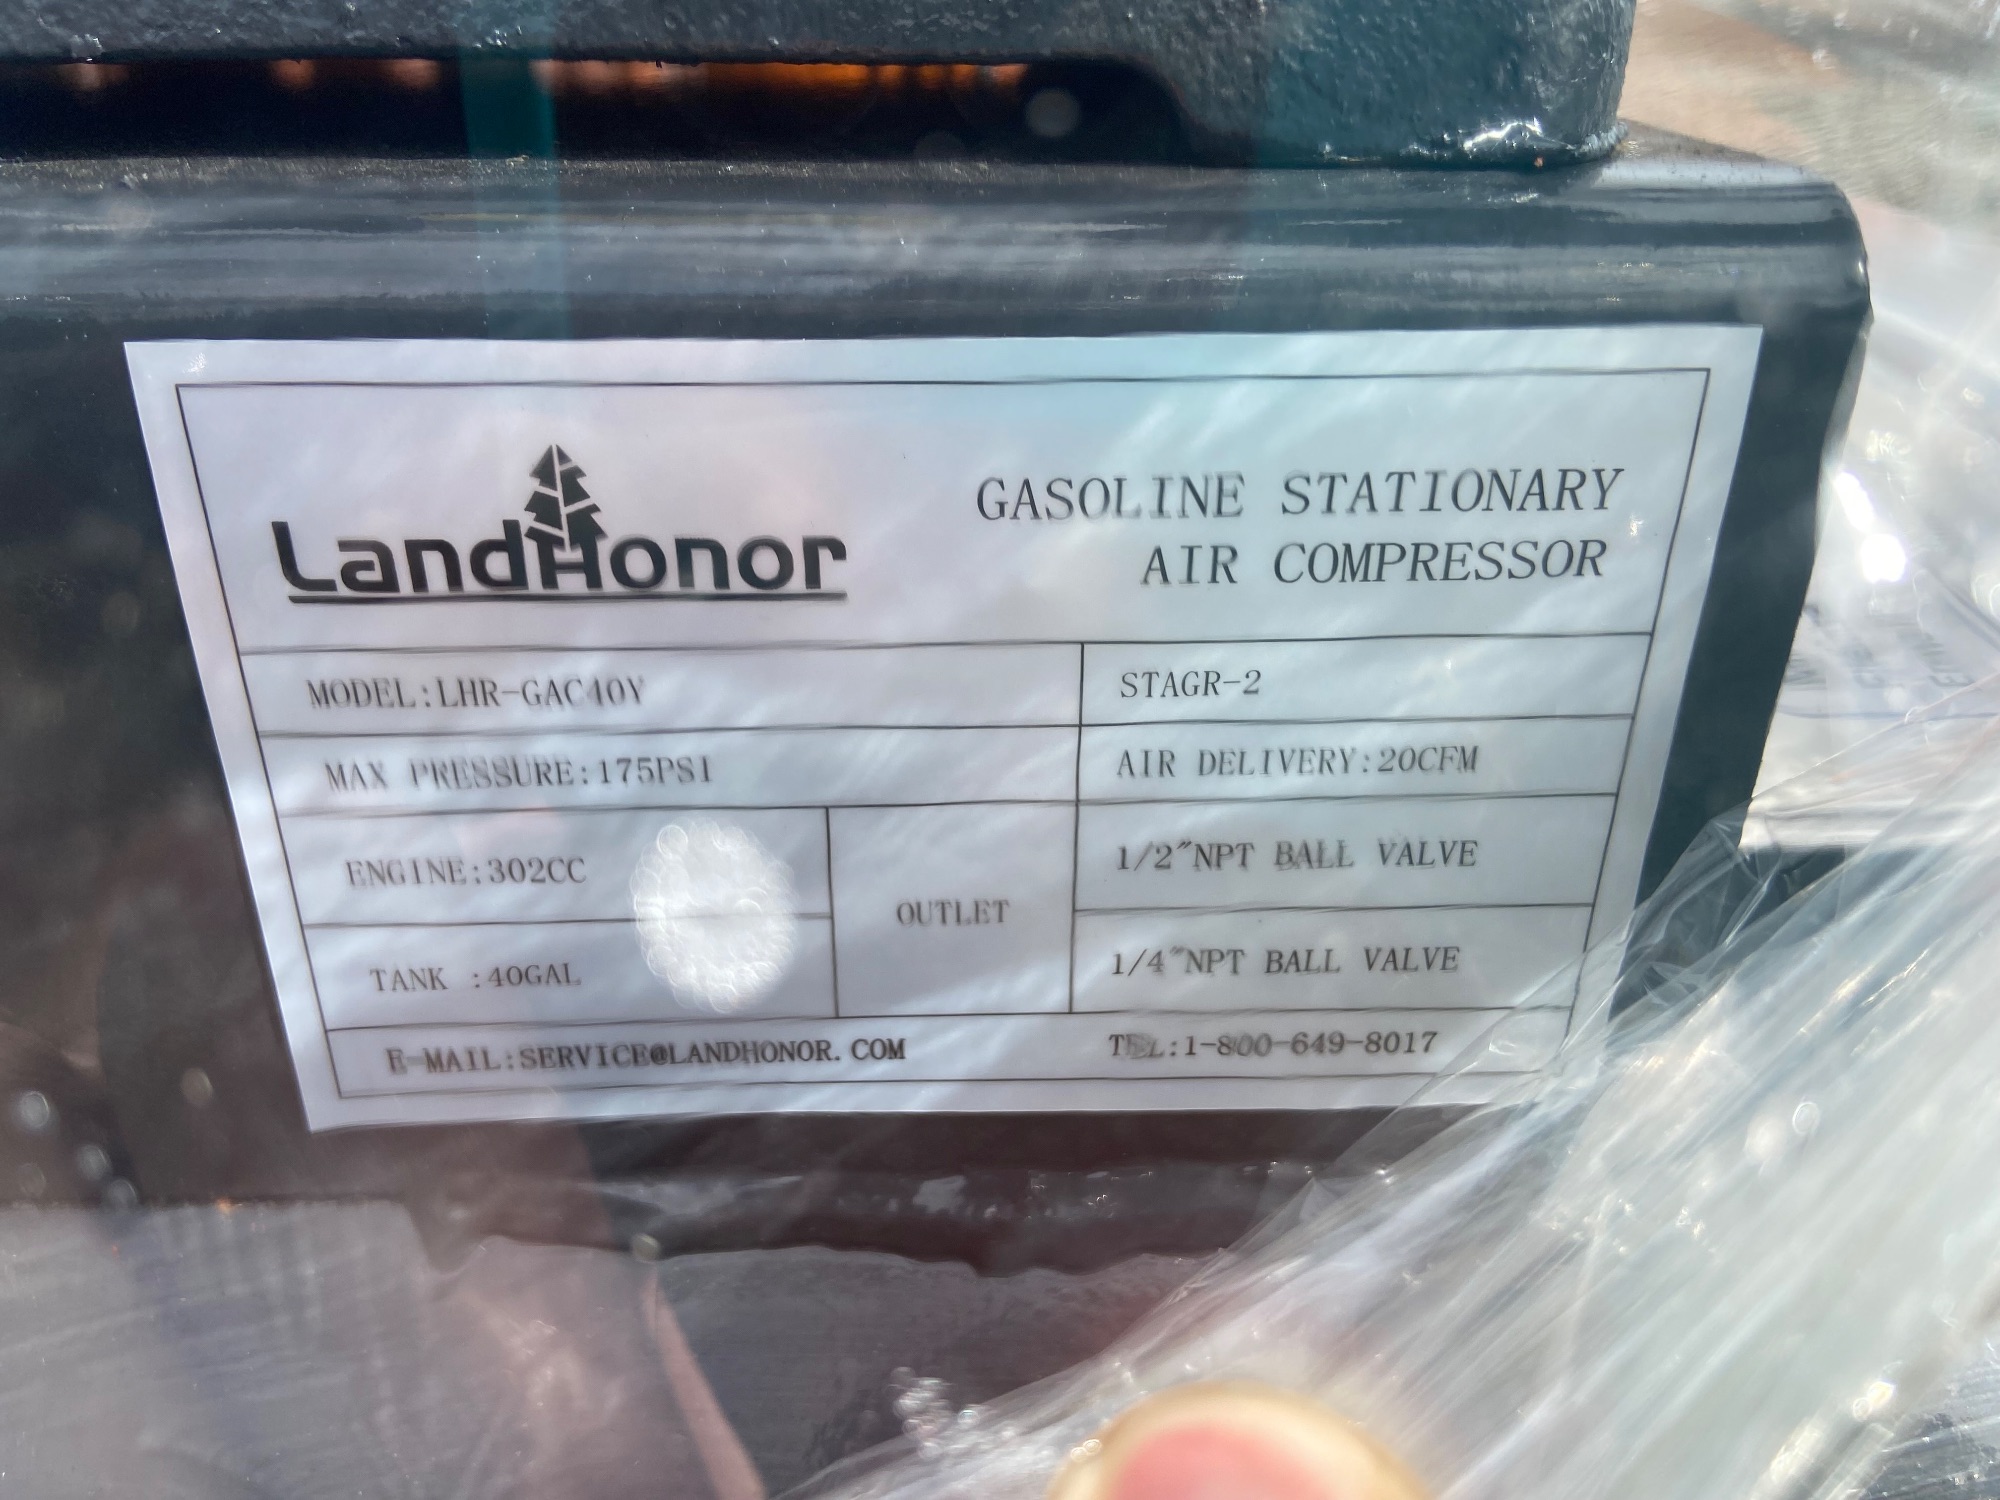 LandHonor
GASOLINE STATIONARY
AIR COMPRESSOR
MODEL:LHR-GAC40Y
STAGR-2
MAX PRESSURE:175PSI
AIR DELIVERY:20CFM
ENGINE:302CC
TANK :40GAL
OUTLET
1/2"NPT BALL VALVE
1/4"NPT BALL VALVE
E-MAIL:SERVICE@LANDHONOR.COM
TEL:1-800-649-8017